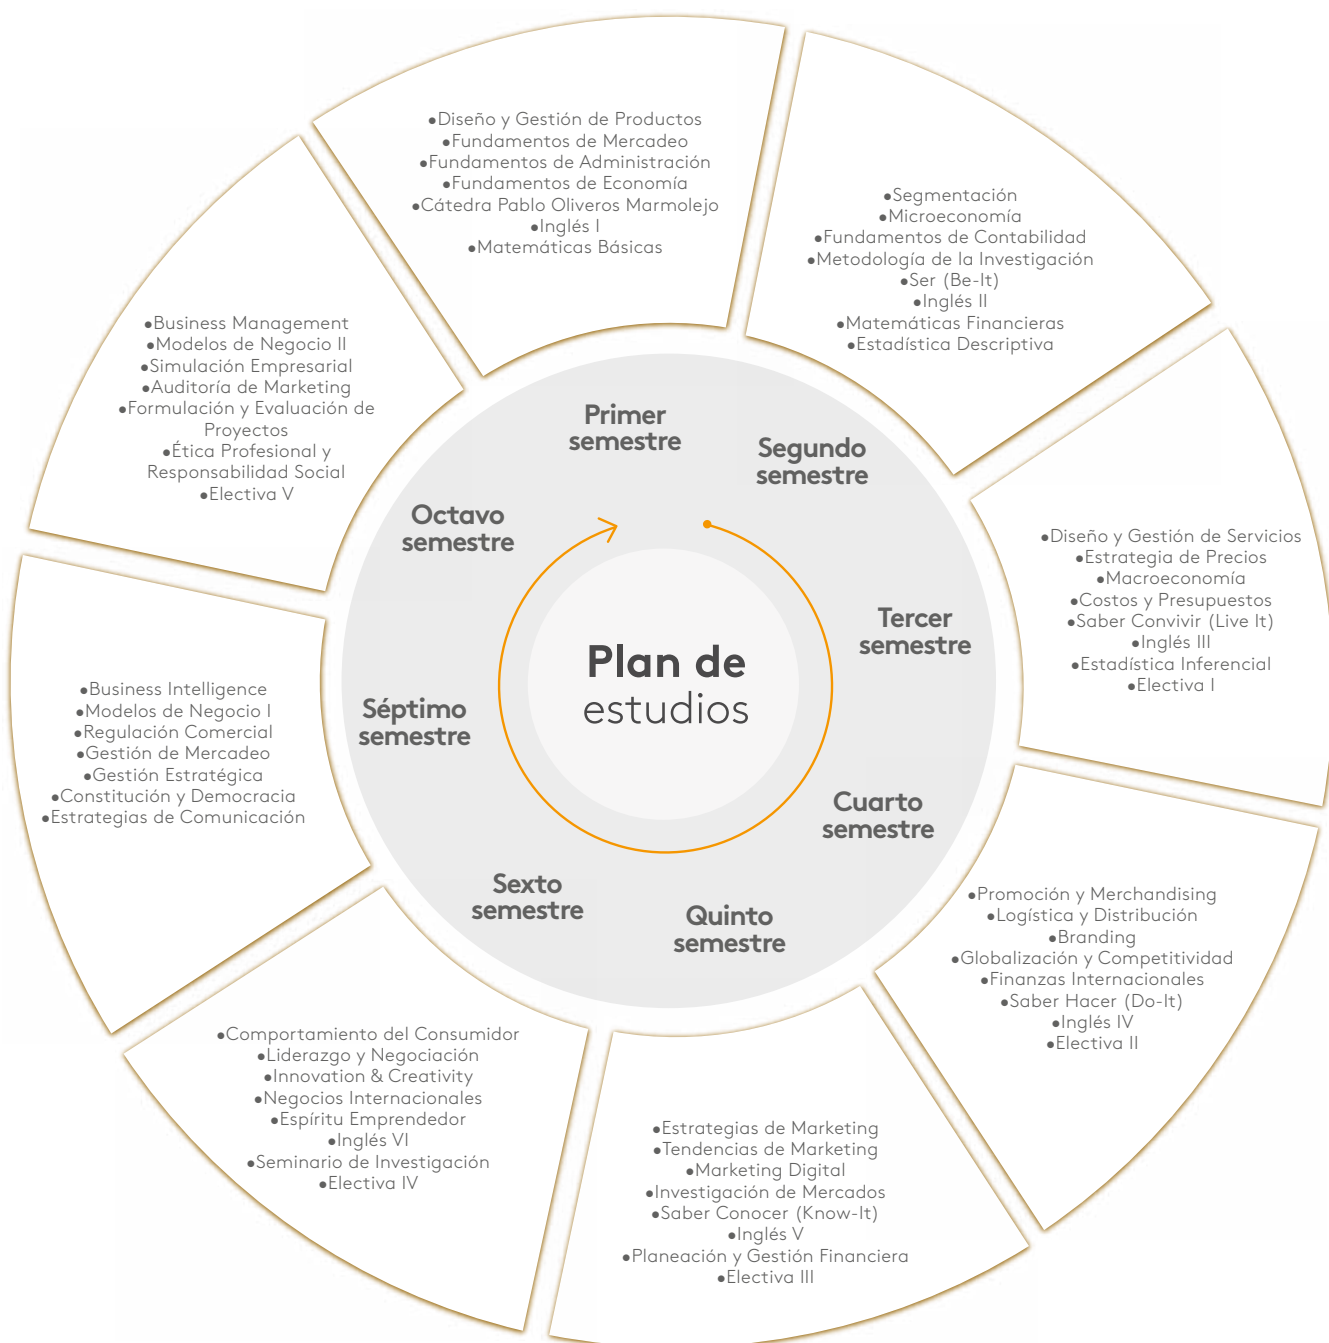 Plan de
estudios
Primer
semestre
•Diseño y Gestión de Productos
•Fundamentos de Mercadeo
•Fundamentos de Administración
•Fundamentos de Economía
•Cátedra Pablo Oliveros Marmolejo
•Inglés I
•Matemáticas Básicas
Segundo
semestre
•Segmentación
•Microeconomía
•Fundamentos de Contabilidad
•Metodología de la Investigación
•Ser (Be-It)
•Inglés II
•Matemáticas Financieras
•Estadística Descriptiva
Tercer
semestre
•Diseño y Gestión de Servicios
•Estrategia de Precios
•Macroeconomía
•Costos y Presupuestos
•Saber Convivir (Live It)
•Inglés III
•Estadística Inferencial
•Electiva I
Cuarto
semestre
•Promoción y Merchandising
•Logística y Distribución
•Branding
•Globalización y Competitividad
•Finanzas Internacionales
•Saber Hacer (Do-It)
•Inglés IV
•Electiva II
Quinto
semestre
•Estrategias de Marketing
•Tendencias de Marketing
•Marketing Digital
•Investigación de Mercados
•Saber Conocer (Know-It)
•Inglés V
•Planeación y Gestión Financiera
•Electiva III
Sexto
semestre
•Comportamiento del Consumidor
•Liderazgo y Negociación
•Innovation & Creativity
•Negocios Internacionales
•Espíritu Emprendedor
•Inglés VI
•Seminario de Investigación
•Electiva IV
Séptimo
semestre
•Business Intelligence
•Modelos de Negocio I
•Regulación Comercial
•Gestión de Mercadeo
•Gestión Estratégica
•Constitución y Democracia
•Estrategias de Comunicación
Octavo
semestre
•Business Management
•Modelos de Negocio II
•Simulación Empresarial
•Auditoría de Marketing
•Formulación y Evaluación de
Proyectos
•Ética Profesional y
Responsabilidad Social
•Electiva V